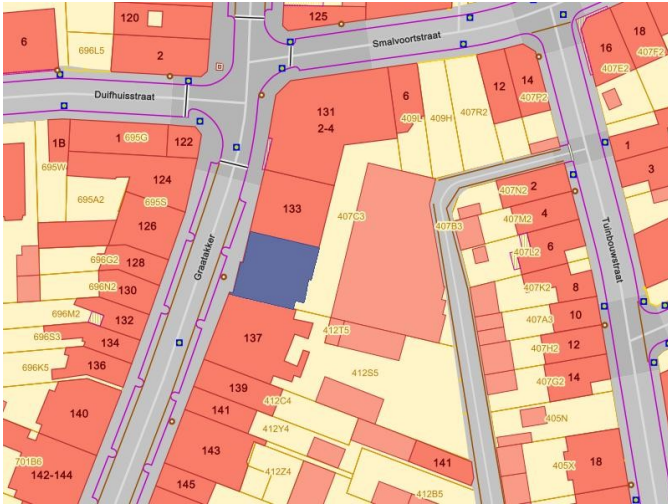 125
120
6
696L5
2
Smalvoortstraat
16
18
407F2
407E2
12
14
407P2
6
409L
409H
407R2
Duifhuisstraat
131
2-4
1B
1
695G
122
695W
124
695A2
695S
126
133
407C3
407B3
1
3
407N2
2
407M2
4
407L2
6
Tuinbouwstraat
Graatakker
696G2
128
696N2
130
696M2
132
696S3
134
696K5
136
407K2
8
407A3
10
407H2
12
407G2
14
412T5
137
412S5
139
412C4
141
412Y4
143
412Z4
145
141
412B5
405N
405X
18
140
701B6
142-144